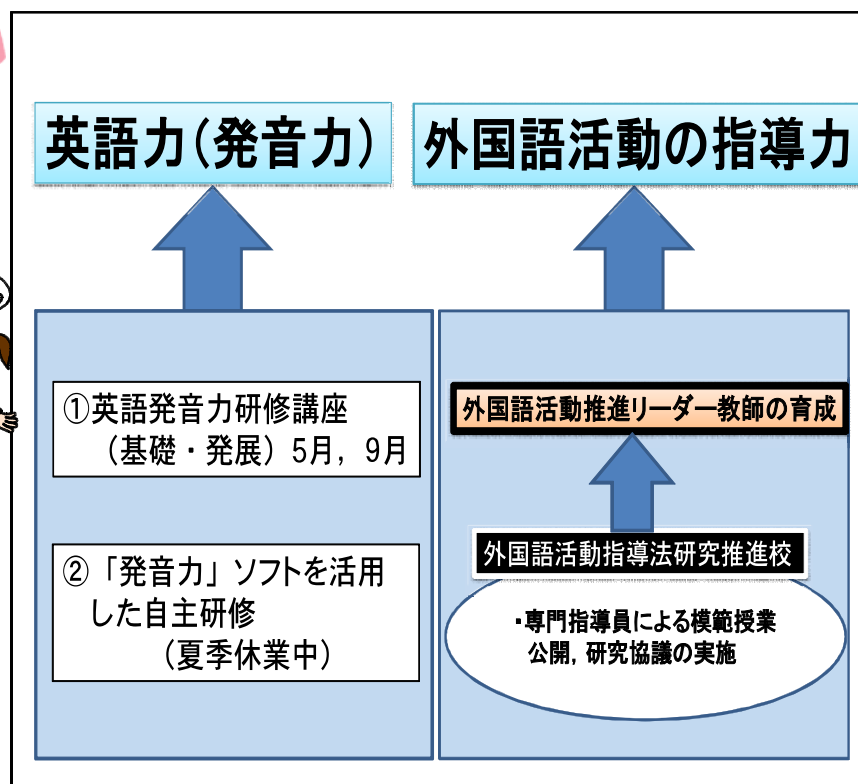 英語力（発音力）
外国語活動の指導力
①英語発音力研修講座
（基礎・発展）5月，9月
②「発音力」ソフトを活用
した自主研修
（夏季休業中）
外国語活動推進リーダー教師の育成
外国語活動指導法研究推進校
・専門指導員による模範授業
公開，研究協議の実施